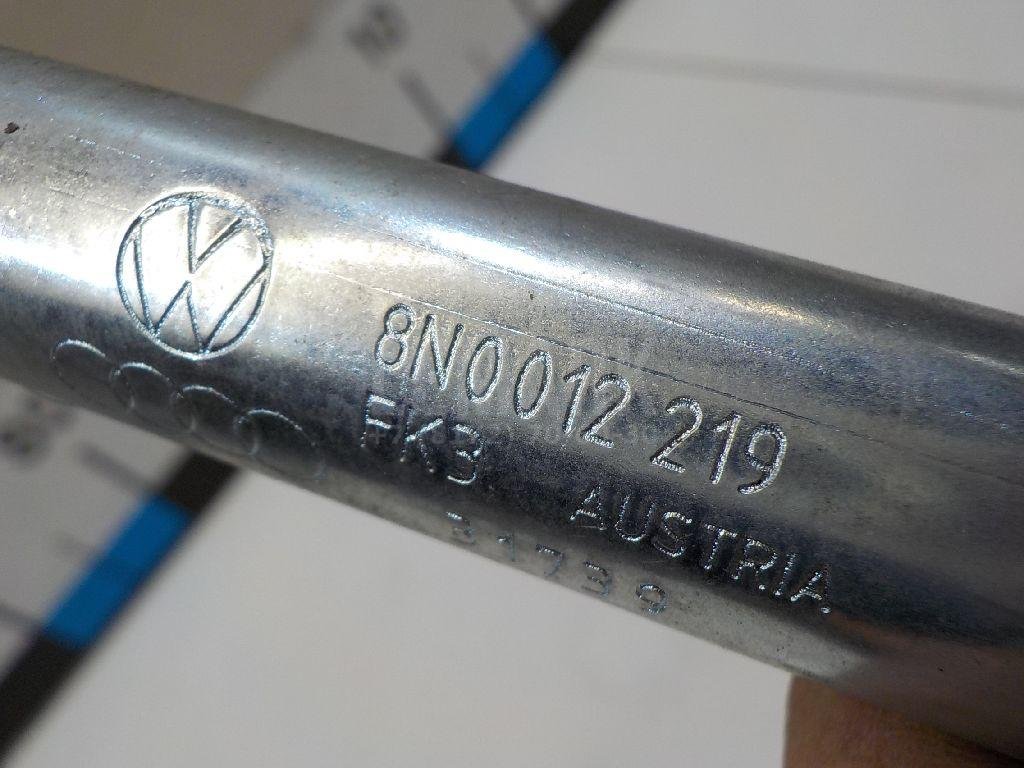 8N0012 219
FK3
AUSTRIA
31739